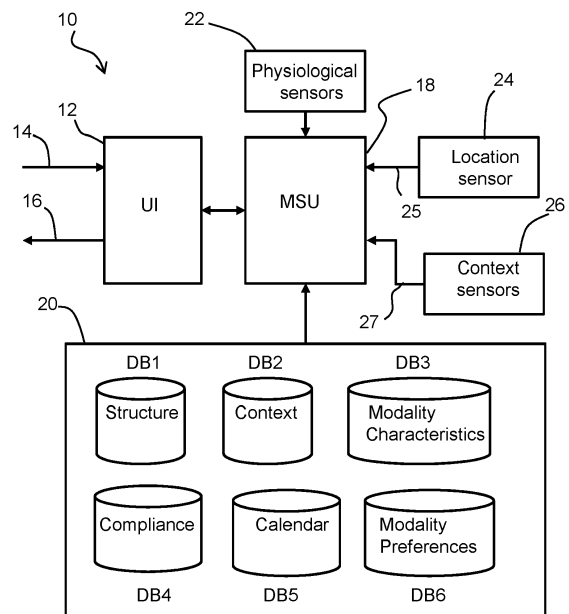 10
22
Physiological
sensors
18
24
12
14
Location
sensor
UI
MSU
16
25
26
Context
sensors
27
20
DB1
DB2
DB3
Structure
Context
Modality
Characteristics
Compliance
Calendar
Modality
Preferences
DB4
DB5
DB6